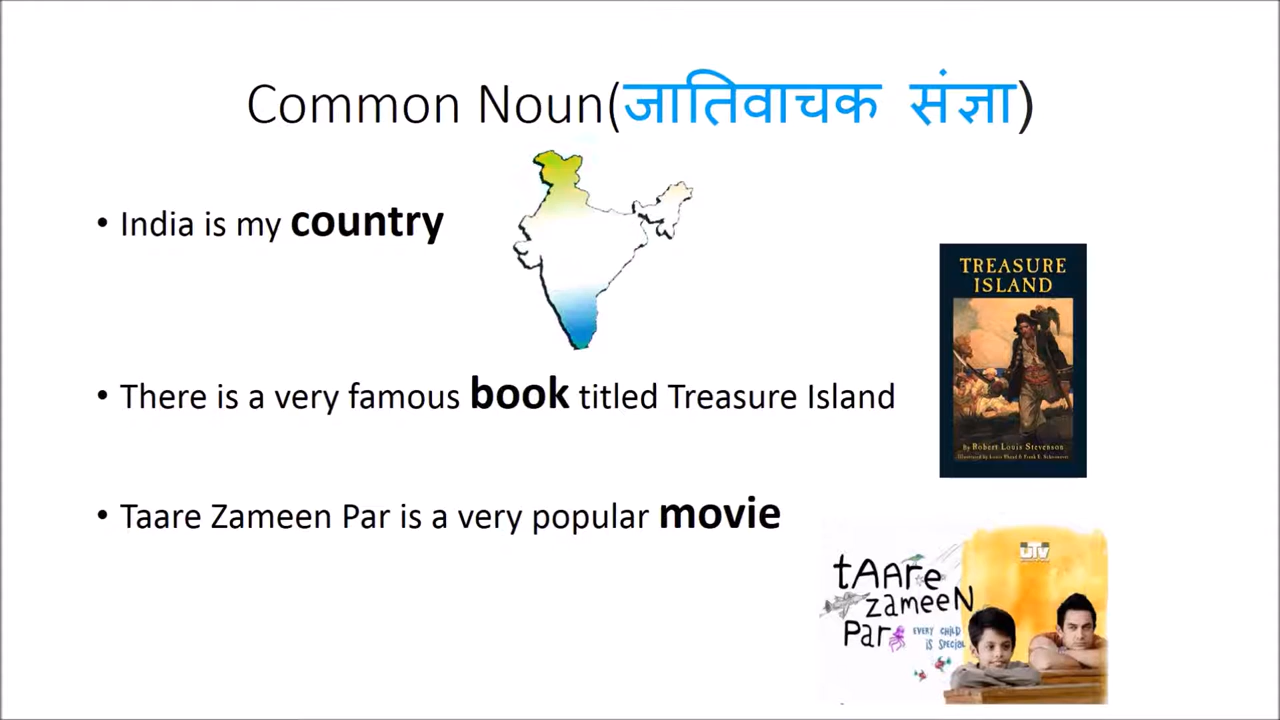 Common Noun(जातिवाचक संज्ञा)
• India is my country
TREASURE
ISLAND
• There is a very famous book titled Treasure Island
By Robert Louis Stevenson
• Taare Zameen Par is a very popular movie
UTV
tAAre
zameeN
Par
EVERY CHILD
iS SPECiAL